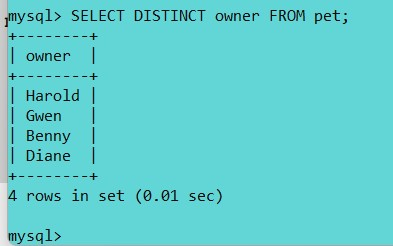 mysql> SELECT DISTINCT owner FROM pet;
+--------+
| owner  |
+--------+
| Harold |
| Gwen   |
| Benny  |
| Diane  |
+--------+
4 rows in set (0.01 sec)
mysql>